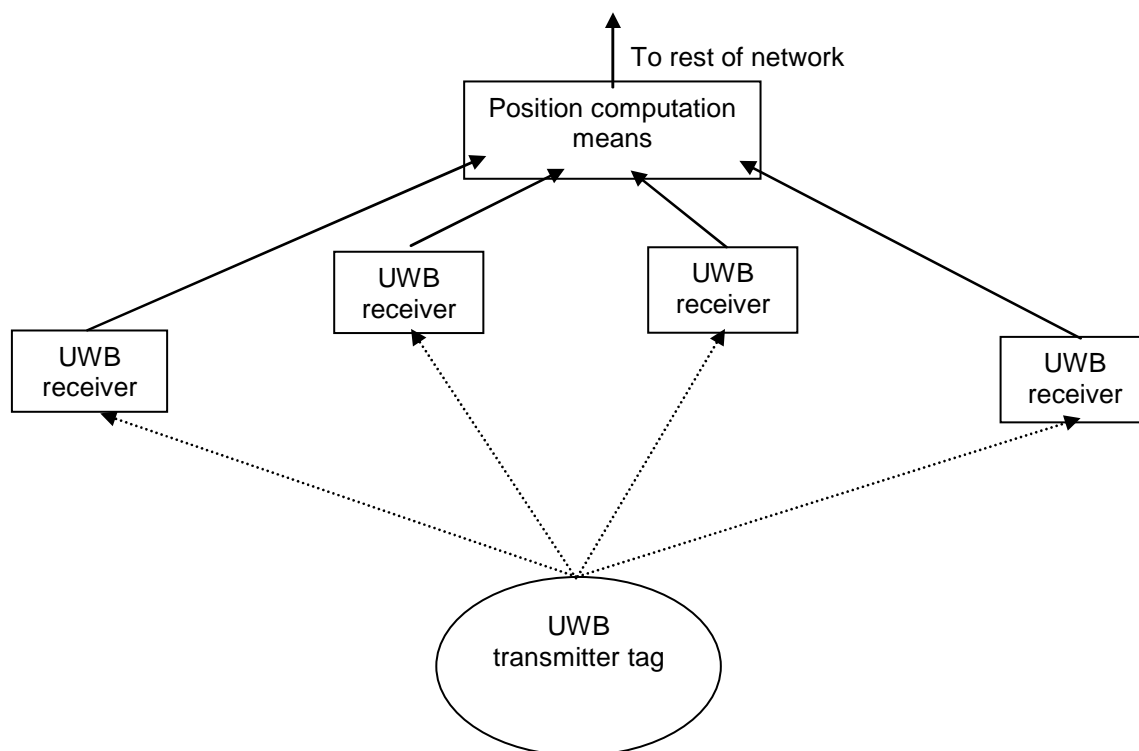 To rest of network
Position computation
means
UWB
receiver
UWB
receiver
UWB
receiver
UWB
receiver
UWB
transmitter tag